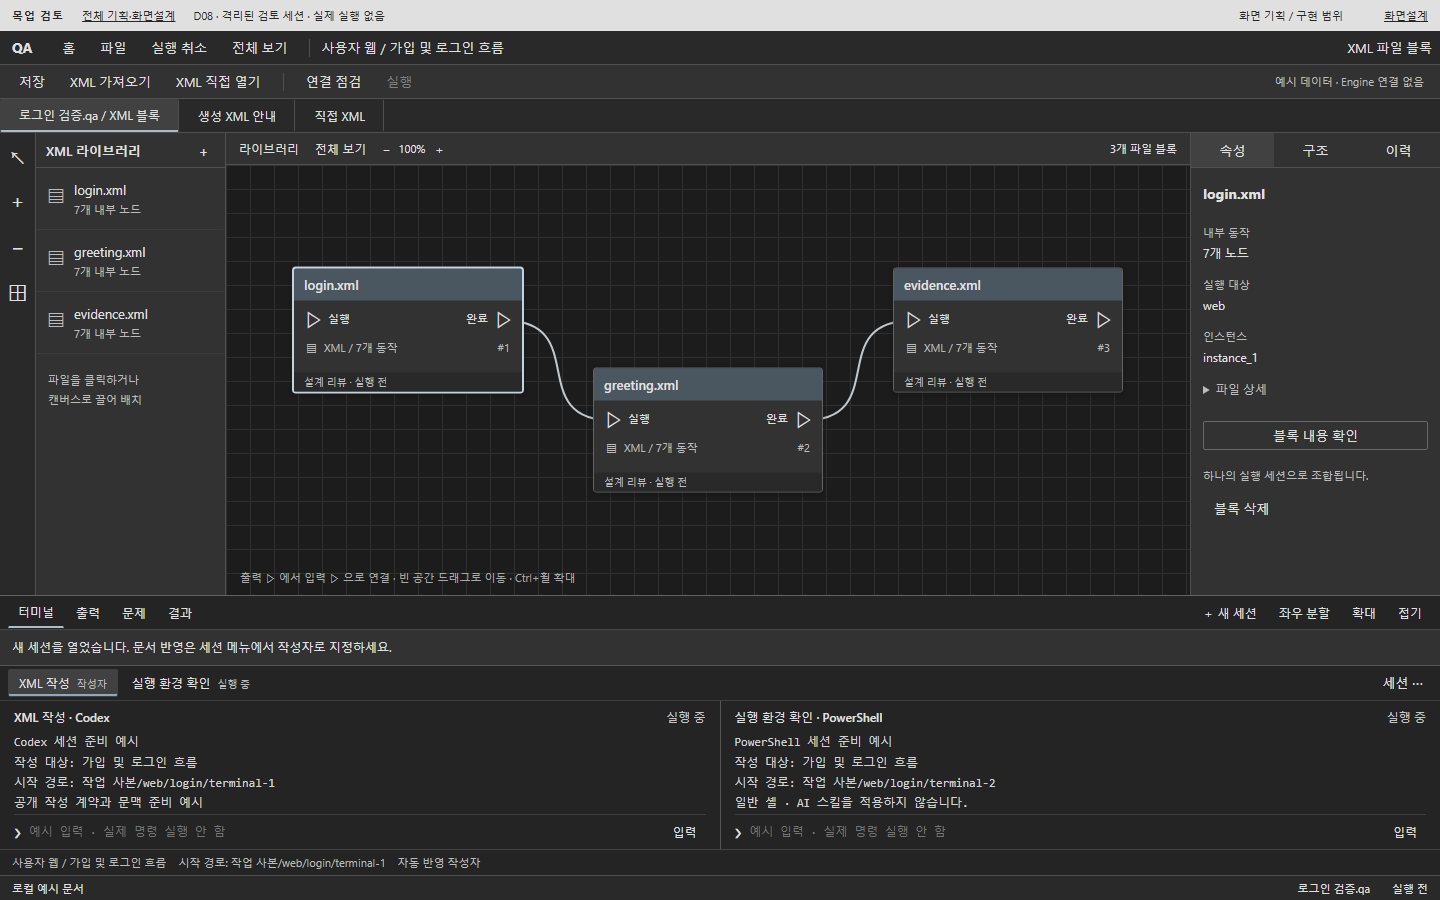 목업 검토 전체 기획·화면설계 D08 · 격리된 검토 세션 · 실제 실행 없음 화면 기획 / 구현 범위 화면설계
QA 홈 파일 실행 취소 전체 보기 사용자 웹 / 가입 및 로그인 흐름 XML 파일 블록
저장 XML 가져오기 XML 직접 열기 연결 점검 실행 예시 데이터 · Engine 연결 없음
로그인 검증.qa / XML 블록 생성 XML 안내 직접 XML
XML 라이브러리 +
login.xml
7개 내부 노드
greeting.xml
7개 내부 노드
evidence.xml
7개 내부 노드
파일을 클릭하거나
캔버스로 끌어 배치
라이브러리 전체 보기 − 100% + 3개 파일 블록
login.xml
실행 완료
XML / 7개 동작 #1
설계 리뷰 · 실행 전
greeting.xml
실행 완료
XML / 7개 동작 #2
설계 리뷰 · 실행 전
evidence.xml
실행 완료
XML / 7개 동작 #3
설계 리뷰 · 실행 전
출력 ▷ 에서 입력 ▷ 으로 연결 · 빈 공간 드래그로 이동 · Ctrl+휠 확대
속성 구조 이력
login.xml
내부 동작
7개 노드
실행 대상
web
인스턴스
instance_1
▶ 파일 상세
블록 내용 확인
하나의 실행 세션으로 조합됩니다.
블록 삭제
터미널 출력 문제 결과 + 새 세션 좌우 분할 확대 접기
새 세션을 열었습니다. 문서 반영은 세션 메뉴에서 작성자로 지정하세요.
XML 작성 작성자 실행 환경 확인 실행 중 세션 ···
XML 작성 · Codex 실행 중
Codex 세션 준비 예시
작성 대상: 가입 및 로그인 흐름
시작 경로: 작업 사본/web/login/terminal-1
공개 작성 계약과 문맥 준비 예시
❯ 예시 입력 · 실제 명령 실행 안 함 입력
실행 환경 확인 · PowerShell 실행 중
PowerShell 세션 준비 예시
작성 대상: 가입 및 로그인 흐름
시작 경로: 작업 사본/web/login/terminal-2
일반 셸 · AI 스킬을 적용하지 않습니다.
❯ 예시 입력 · 실제 명령 실행 안 함 입력
사용자 웹 / 가입 및 로그인 흐름 시작 경로: 작업 사본/web/login/terminal-1 자동 반영 작성자
로컬 예시 문서 로그인 검증.qa 실행 전